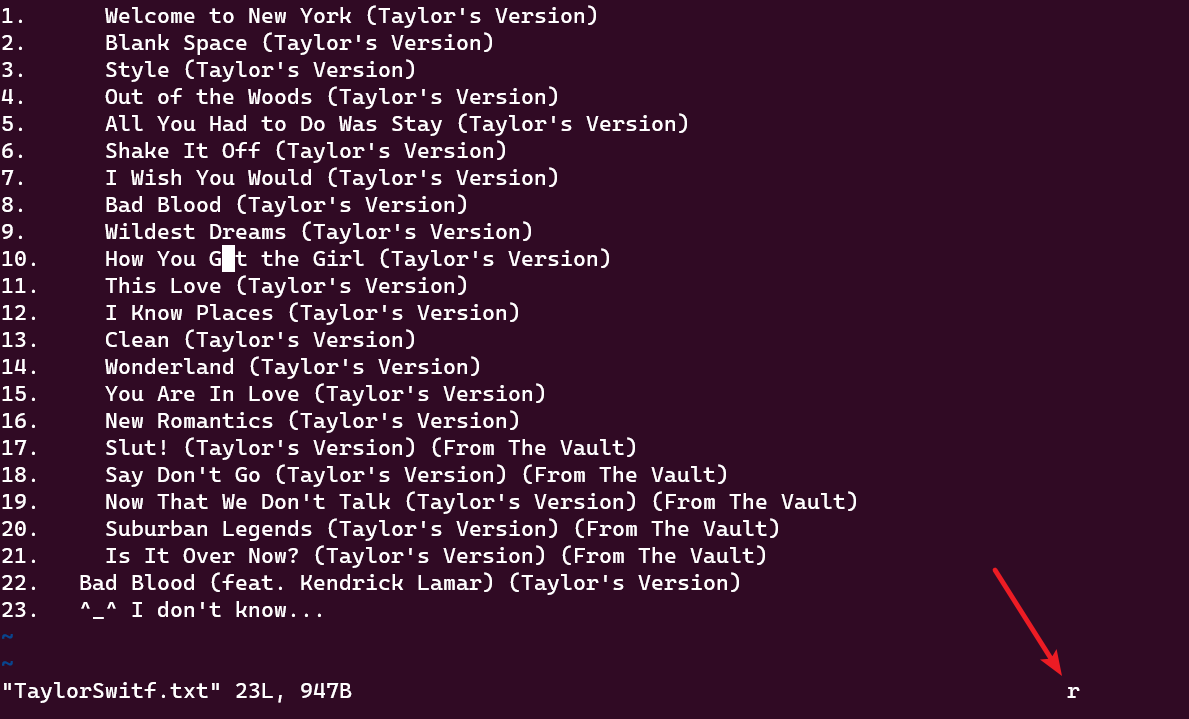 1. Welcome to New York (Taylor's Version)
2. Blank Space (Taylor's Version)
3. Style (Taylor's Version)
4. Out of the Woods (Taylor's Version)
5. All You Had to Do Was Stay (Taylor's Version)
6. Shake It Off (Taylor's Version)
7. I Wish You Would (Taylor's Version)
8. Bad Blood (Taylor's Version)
9. Wildest Dreams (Taylor's Version)
10. How You G t the Girl (Taylor's Version)
11. This Love (Taylor's Version)
12. I Know Places (Taylor's Version)
13. Clean (Taylor's Version)
14. Wonderland (Taylor's Version)
15. You Are In Love (Taylor's Version)
16. New Romantics (Taylor's Version)
17. Slut! (Taylor's Version) (From The Vault)
18. Say Don't Go (Taylor's Version) (From The Vault)
19. Now That We Don't Talk (Taylor's Version) (From The Vault)
20. Suburban Legends (Taylor's Version) (From The Vault)
21. Is It Over Now? (Taylor's Version) (From The Vault)
22. Bad Blood (feat. Kendrick Lamar) (Taylor's Version)
23. ^_^ I don't know...
~
~
"TaylorSwitf.txt" 23L, 947B r